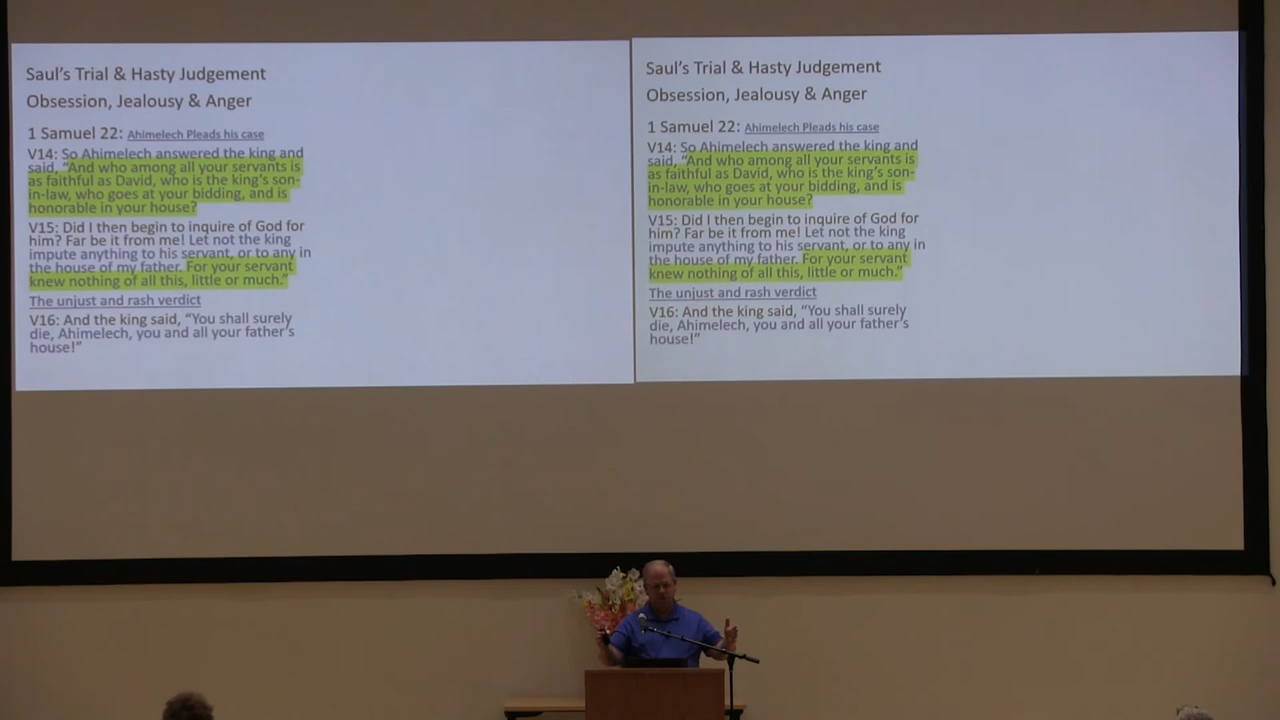 Saul's Trial & Hasty Judgement
Obsession, Jealousy & Anger
1 Samuel 22: Ahimelech Pleads his case
V14: So Ahimelech answered the king and
said, "And who among all your servants is
as faithful as David, who is the king's son-
in-law, who goes at your bidding, and is
honorable in your house?
V15: Did I then begin to inquire of God for
him? Far be it from me! Let not the king
impute anything to his servant, or to any in
the house of my father. For your servant
knew nothing of all this, little or much."
The unjust and rash verdict
V16: And the king said, "You shall surely
die, Ahimelech, you and all your father's
house!"
Saul's Trial & Hasty Judgement
Obsession, Jealousy & Anger
1 Samuel 22: Ahimelech Pleads his case
V14: So Ahimelech answered the king and
said, "And who among all your servants is
as faithful as David, who is the king's son-
in-law, who goes at your bidding, and is
honorable in your house?
V15: Did I then begin to inquire of God for
him? Far be it from me! Let not the king
impute anything to his servant, or to any in
the house of my father. For your servant
knew nothing of all this, little or much."
The unjust and rash verdict
V16: And the king said, "You shall surely
die, Ahimelech, you and all your father's
house!"